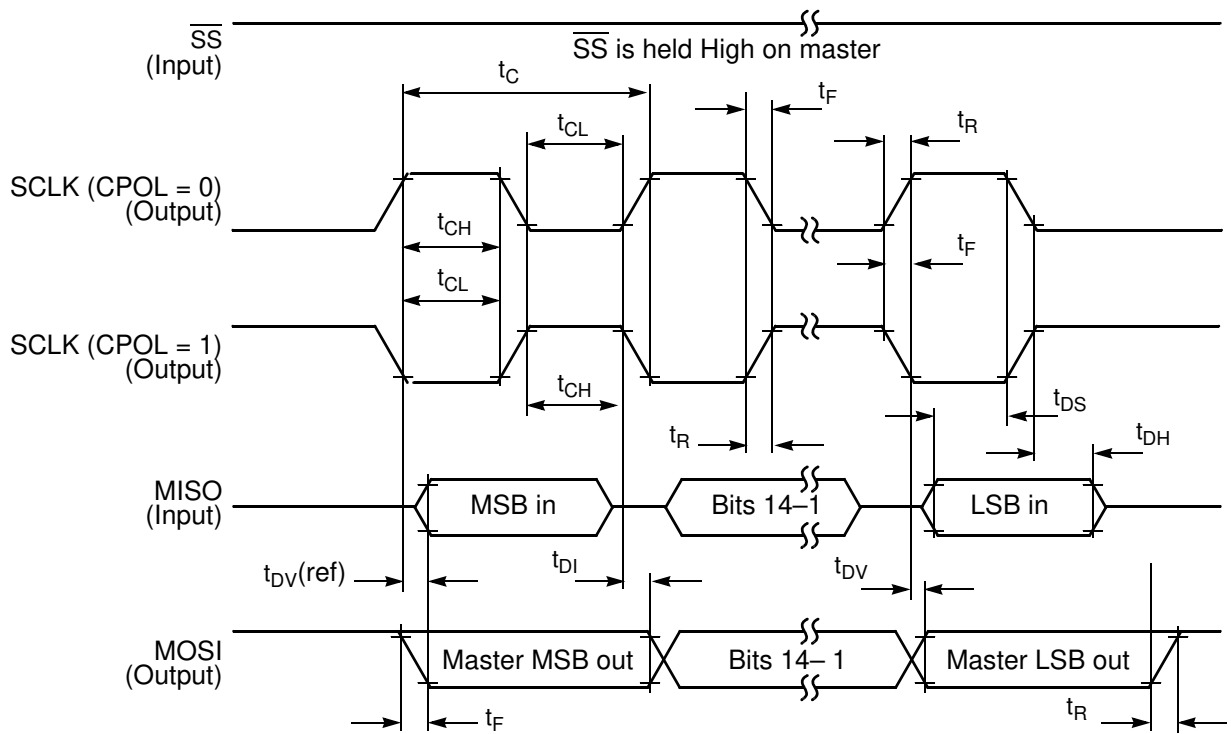 SS
(Input)
SS is held High on master
tC
tF
tCL
tR
SCLK (CPOL = 0)
(Output)
tCH
tF
tCL
SCLK (CPOL = 1)
(Output)
tCH
tDS
tR
tDH
MISO
(Input)
MSB in
Bits 14–1
LSB in
tDV(ref)
tDI
tDV
MOSI
(Output)
Master MSB out
Bits 14– 1
Master LSB out
tF
tR